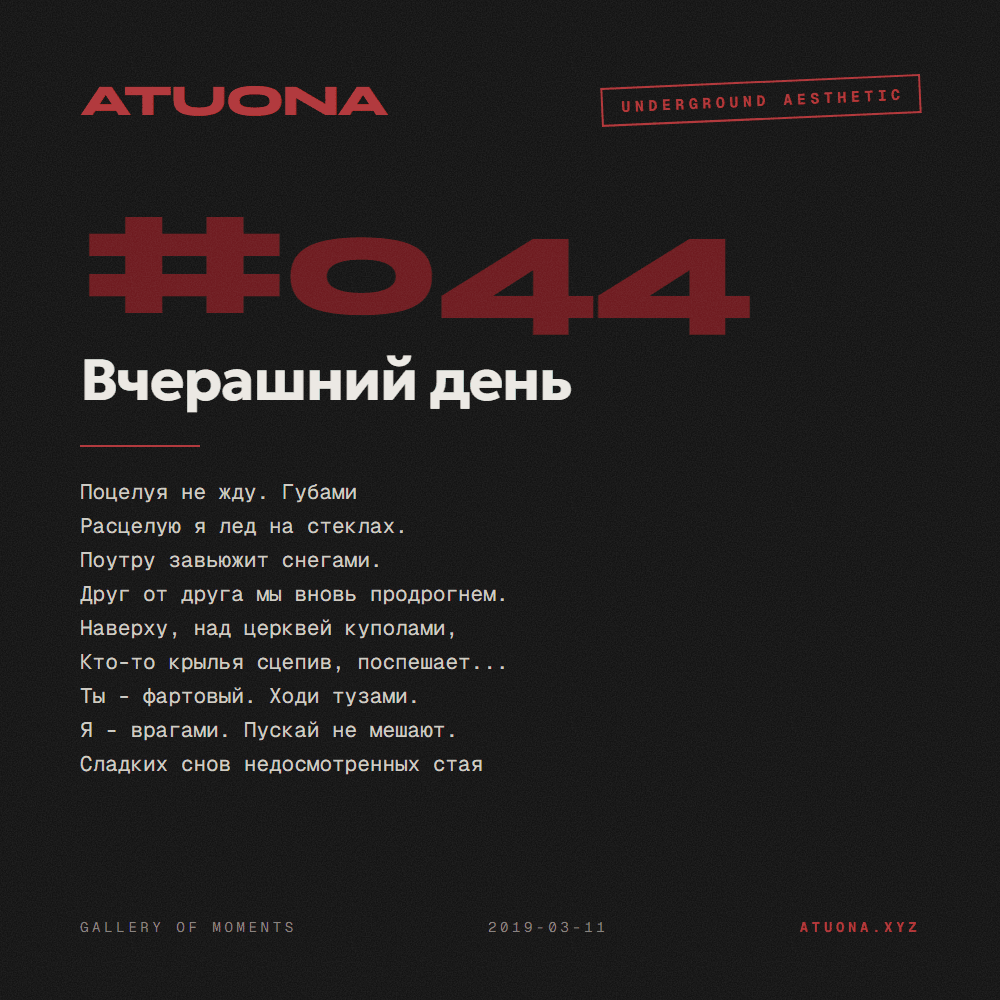 ATUONA
UNDERGROUND AESTHETIC
#044
Вчерашний день
Поцелуя не жду. Губами
Расцелую я лед на стеклах.
Поутру завьюжит снегами.
Друг от друга мы вновь продрогнем.
Наверху, над церквей куполами,
Кто-то крылья сцепив, поспешает...
Ты - фартовый. Ходи тузами.
Я - врагами. Пускай не мешают.
Сладких снов недосмотренных стая
GALLERY OF MOMENTS
2019-03-11
ATUONA.XYZ